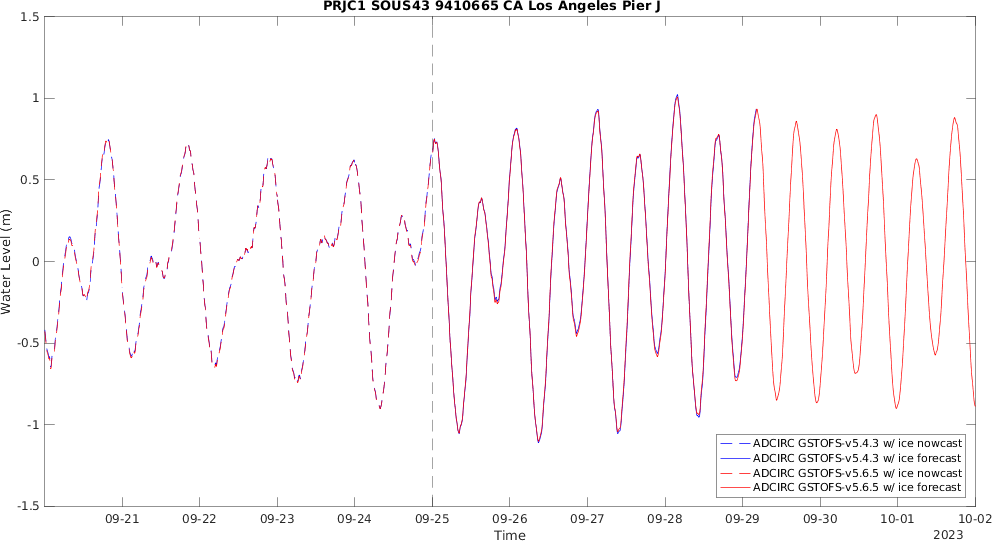 PRJC1 SOUS43 9410665 CA Los Angeles Pier J
1.5
1
0.5
0
-0.5
-1
-1.5
Water Level (m)
ADCIRC GSTOFS-v5.4.3 w/ ice nowcast
ADCIRC GSTOFS-v5.4.3 w/ ice forecast
ADCIRC GSTOFS-v5.6.5 w/ ice nowcast
ADCIRC GSTOFS-v5.6.5 w/ ice forecast
09-21 09-22 09-23 09-24 09-25 09-26 09-27 09-28 09-29 09-30 10-01 10-02
Time
2023